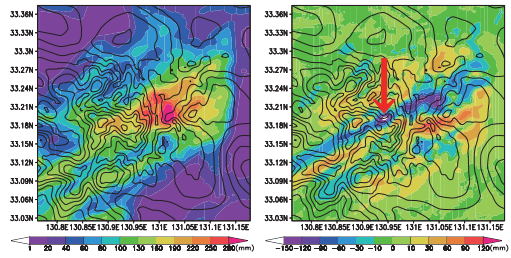 33.36N
33.33N
33.3N
33.27N
33.24N
33.21N
33.18N
33.15N
33.12N
33.09N
33.06N
33.03N
130.8E 130.85E 130.9E 130.95E 131E 131.05E 131.1E 131.15E
1 20 40 60 80 100 130 160 200 250 280 (mm)
33.36N
33.33N
33.3N
33.27N
33.24N
33.21N
33.18N
33.15N
33.12N
33.09N
33.06N
33.03N
130.8E 130.85E 130.9E 130.95E 131E 131.05E 131.1E 131.15E
-150 -120 -90 -60 -30 -10 0 10 30 60 90 120 (mm)